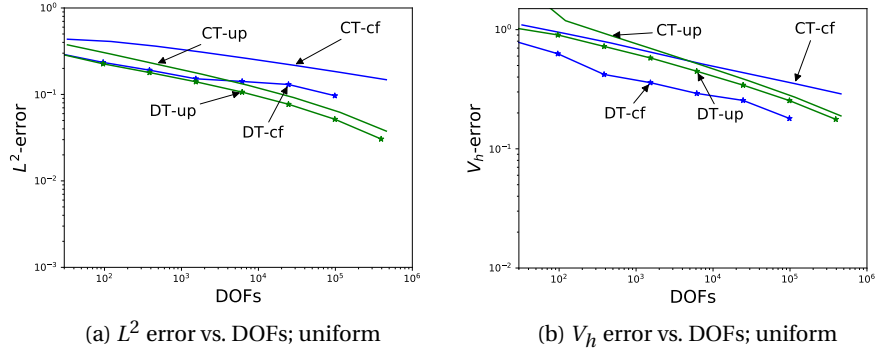 10^0
10^-1
10^-2
10^-3
10^2
10^3
10^4
10^5
10^6
L^2-error
DOFs
CT-up
CT-cf
DT-up
DT-cf
(a) L^2 error vs. DOFs; uniform
10^0
10^-1
10^-2
10^2
10^3
10^4
10^5
10^6
V_h-error
DOFs
CT-up
CT-cf
DT-cf
DT-up
(b) V_h error vs. DOFs; uniform